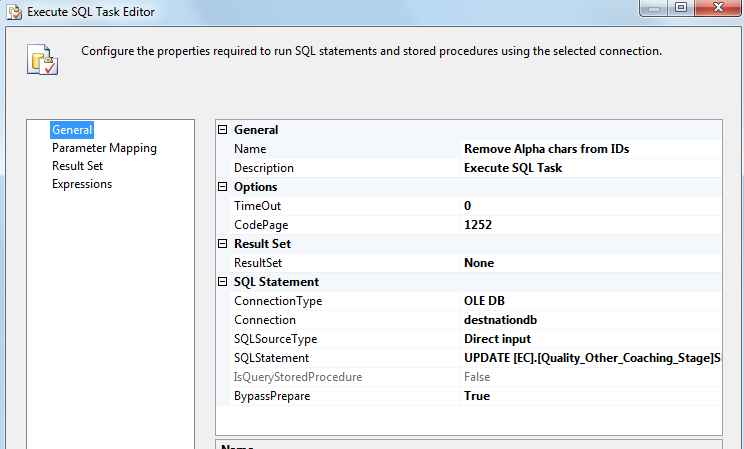 Execute SQL Task Editor
Configure the properties required to run SQL statements and stored procedures using the selected connection.
General
Parameter Mapping
Result Set
Expressions
General
Name Remove Alpha chars from IDs
Description Execute SQL Task
Options
TimeOut 0
CodePage 1252
Result Set
ResultSet None
SQL Statement
ConnectionType OLE DB
Connection destnationdb
SQLSourceType Direct input
SQLStatement UPDATE [EC].[Quality_Other_Coaching_Stage]S
IsQueryStoredProcedure False
BypassPrepare True
Name